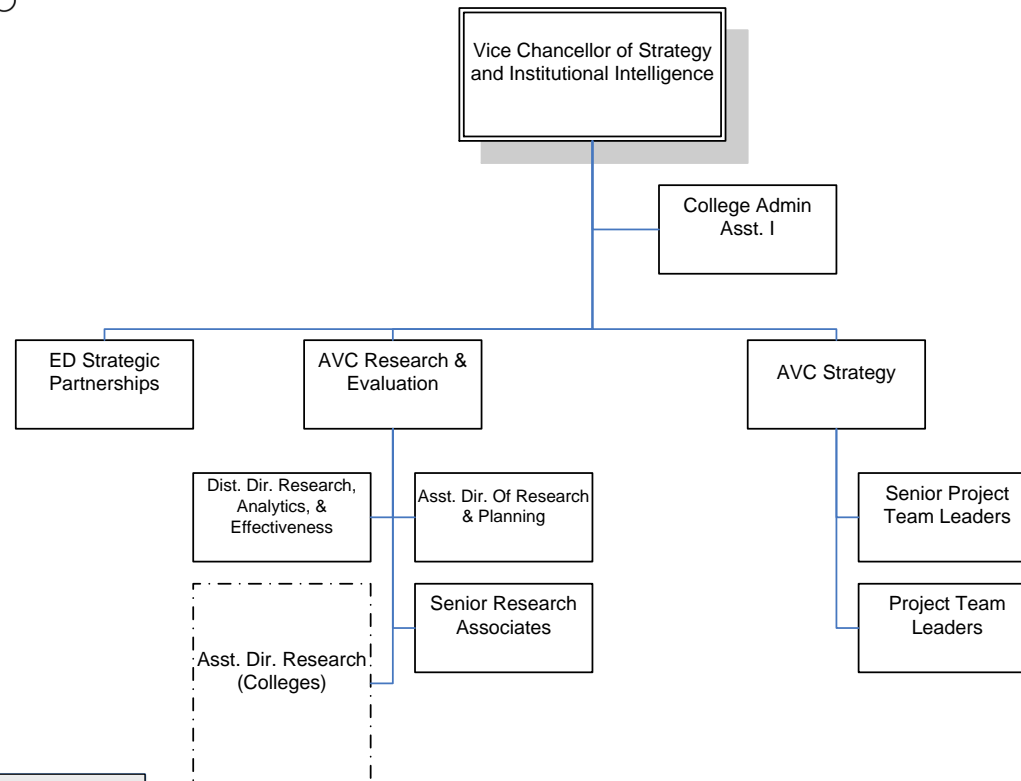 Vice Chancellor of Strategy
and Institutional Intelligence
College Admin
Asst. I
ED Strategic
Partnerships
AVC Research &
Evaluation
AVC Strategy
Dist. Dir. Research,
Analytics, &
Effectiveness
Asst. Dir. Of Research
& Planning
Senior Project
Team Leaders
Asst. Dir. Research
(Colleges)
Senior Research
Associates
Project Team
Leaders